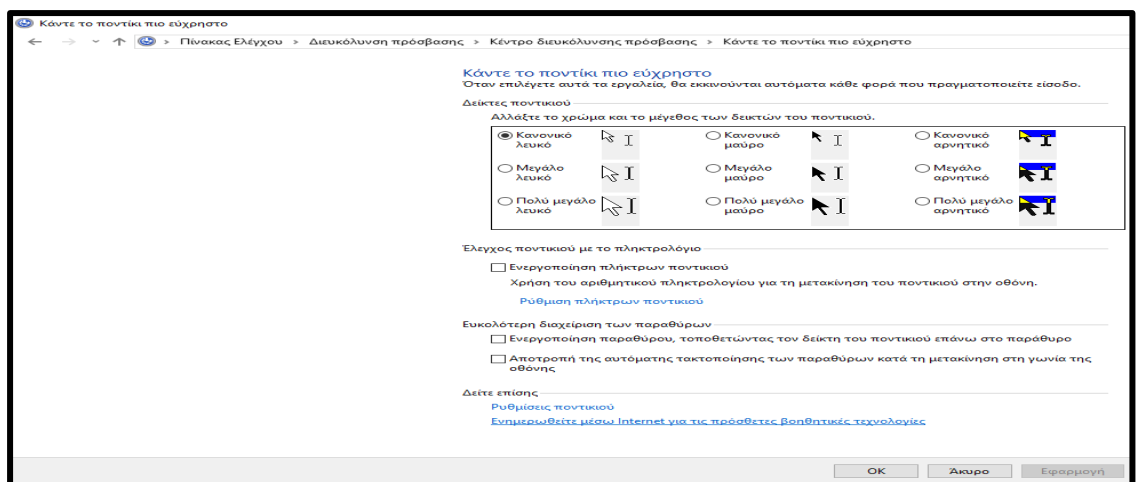 Κάντε το ποντίκι πιο εύχρηστο
Πίνακας Ελέγχου > Διευκόλυνση πρόσβασης > Κέντρο διευκόλυνσης πρόσβασης > Κάντε το ποντίκι πιο εύχρηστο
Κάντε το ποντίκι πιο εύχρηστο
Όταν επιλέγετε αυτά τα εργαλεία, θα εκκινούνται αυτόματα κάθε φορά που πραγματοποιείτε είσοδο.
Δείκτες ποντικιού
Αλλάξτε το χρώμα και το μέγεθος των δεικτών του ποντικιού.
Κανονικό λευκό
Κανονικό μαύρο
Κανονικό αρνητικό
Μεγάλο λευκό
Μεγάλο μαύρο
Μεγάλο αρνητικό
Πολύ μεγάλο λευκό
Πολύ μεγάλο μαύρο
Πολύ μεγάλο αρνητικό
Έλεγχος ποντικιού με το πληκτρολόγιο
Ενεργοποίηση πλήκτρων ποντικιού
Χρήση του αριθμητικού πληκτρολογίου για τη μετακίνηση του ποντικιού στην οθόνη.
Ρύθμιση πλήκτρων ποντικιού
Ευκολότερη διαχείριση των παραθύρων
Ενεργοποίηση παραθύρου, τοποθετώντας τον δείκτη του ποντικιού επάνω στο παράθυρο
Αποτροπή της αυτόματης τακτοποίησης των παραθύρων κατά τη μετακίνηση στη γωνία της
οθόνης
Δείτε επίσης
Ρυθμίσεις ποντικιού
Ενημερωθείτε μέσω Internet για τις πρόσθετες βοηθητικές τεχνολογίες
OK Άκυρο Εφαρμογή